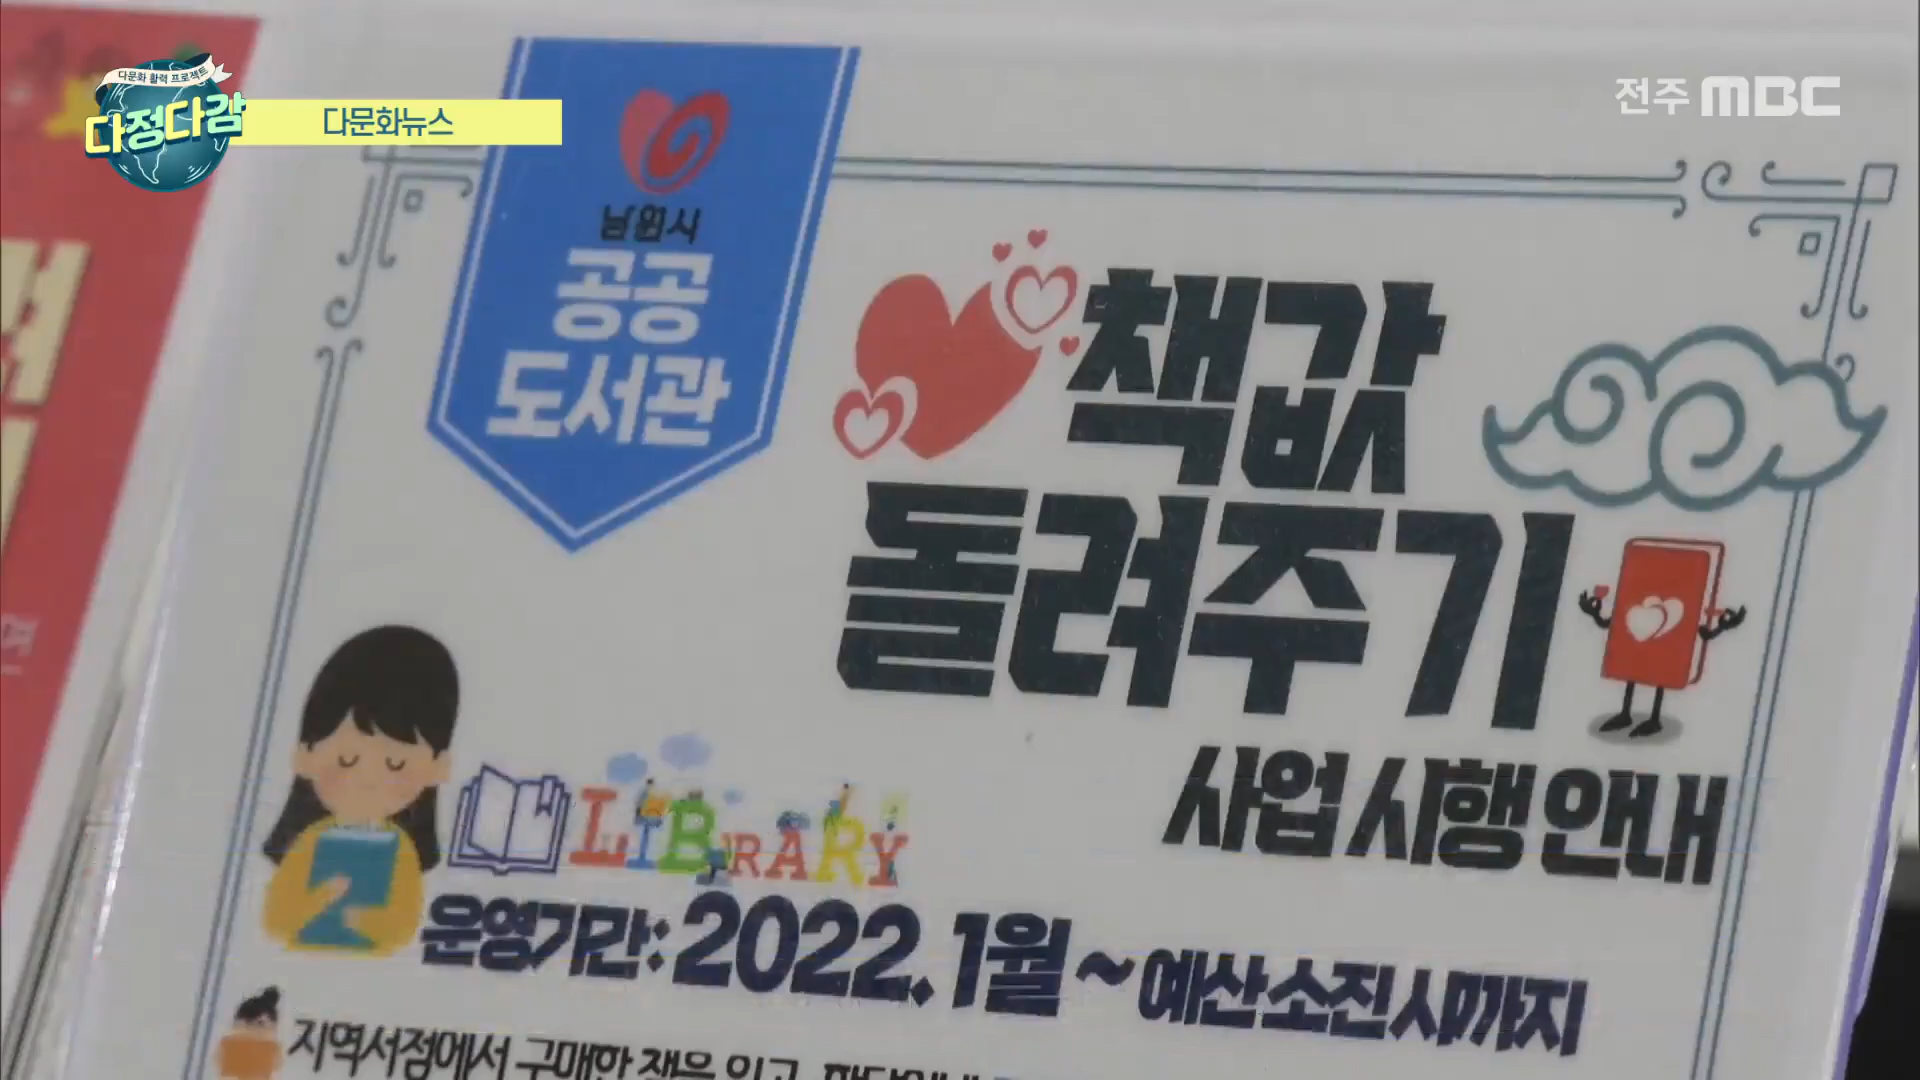 다문화 활력 프로젝트
다정다감
다문화뉴스
전주 MBC
남원시
공공
도서관
책값
돌려주기
사업 시행 안내
LIBRARY
운영기간: 2022. 1월 ~ 예산 소진 시까지
지역서점에서 구매한 책을 읽고,